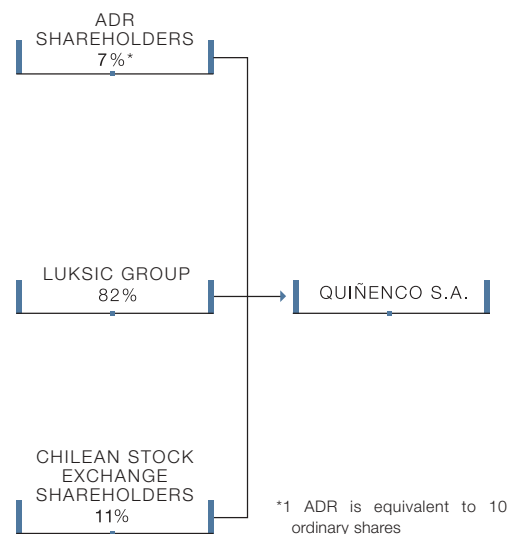 ADR
SHAREHOLDERS
7%*
LUKSIC GROUP
82%
QUIÑENCO S.A.
CHILEAN STOCK
EXCHANGE
SHAREHOLDERS
11%
*1 ADR is equivalent to 10
ordinary shares